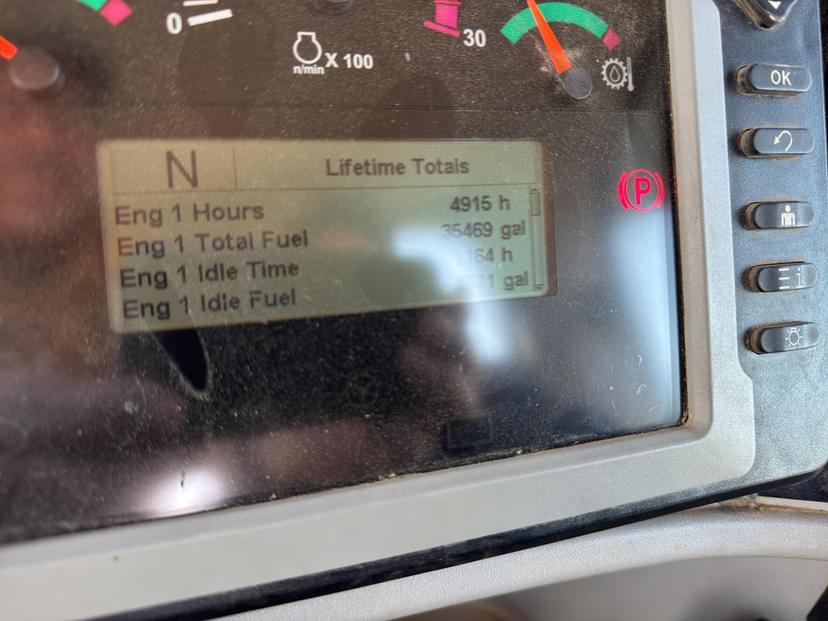 0
n/min X 100
30
N Lifetime Totals
Eng 1 Hours 4915 h
Eng 1 Total Fuel 35469 gal
Eng 1 Idle Time h
Eng 1 Idle Fuel gal
P
OK